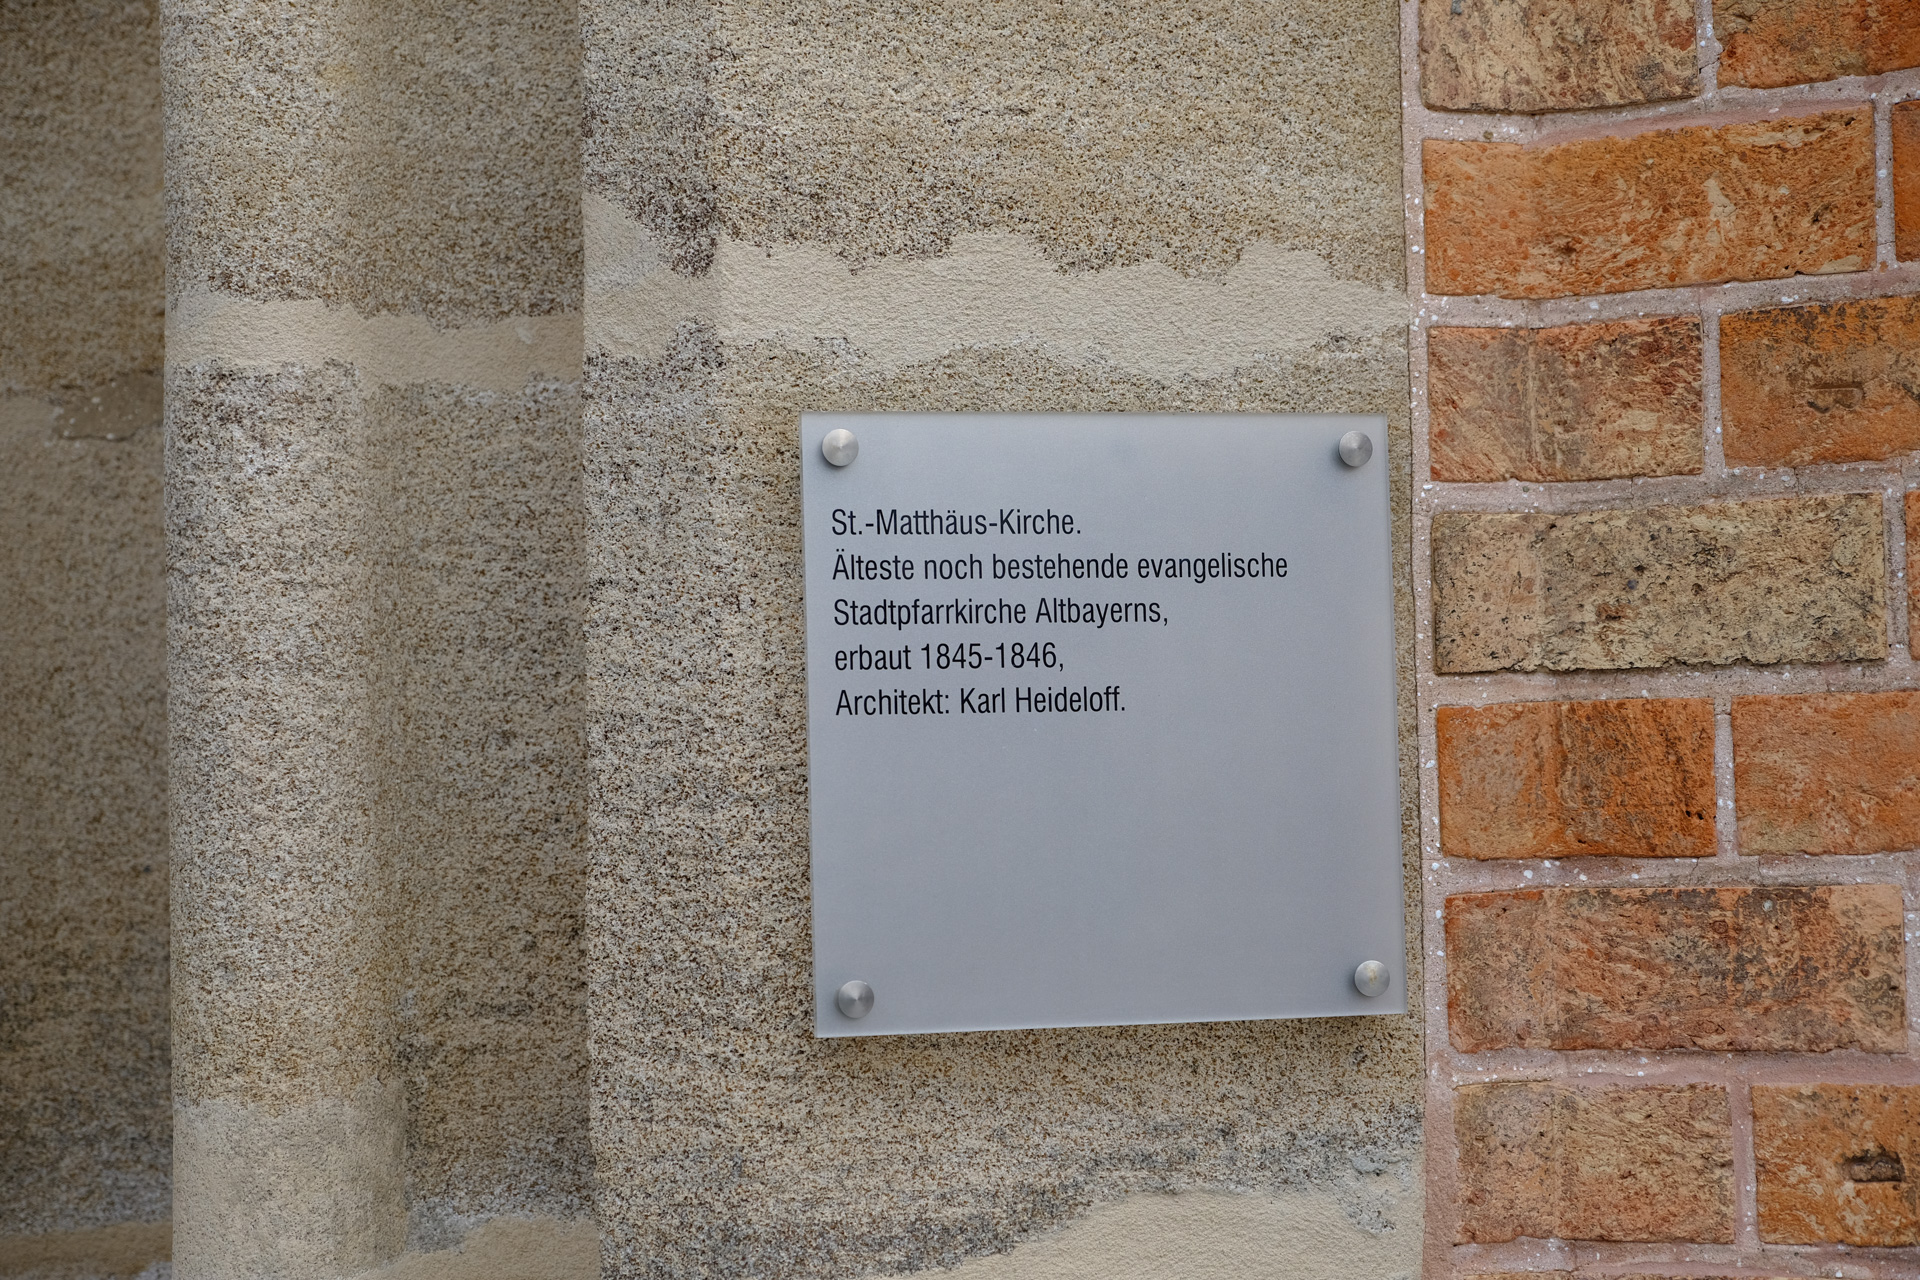 St.-Matthäus-Kirche.
Älteste noch bestehende evangelische
Stadtpfarrkirche Altbayerns,
erbaut 1845-1846,
Architekt: Karl Heideloff.